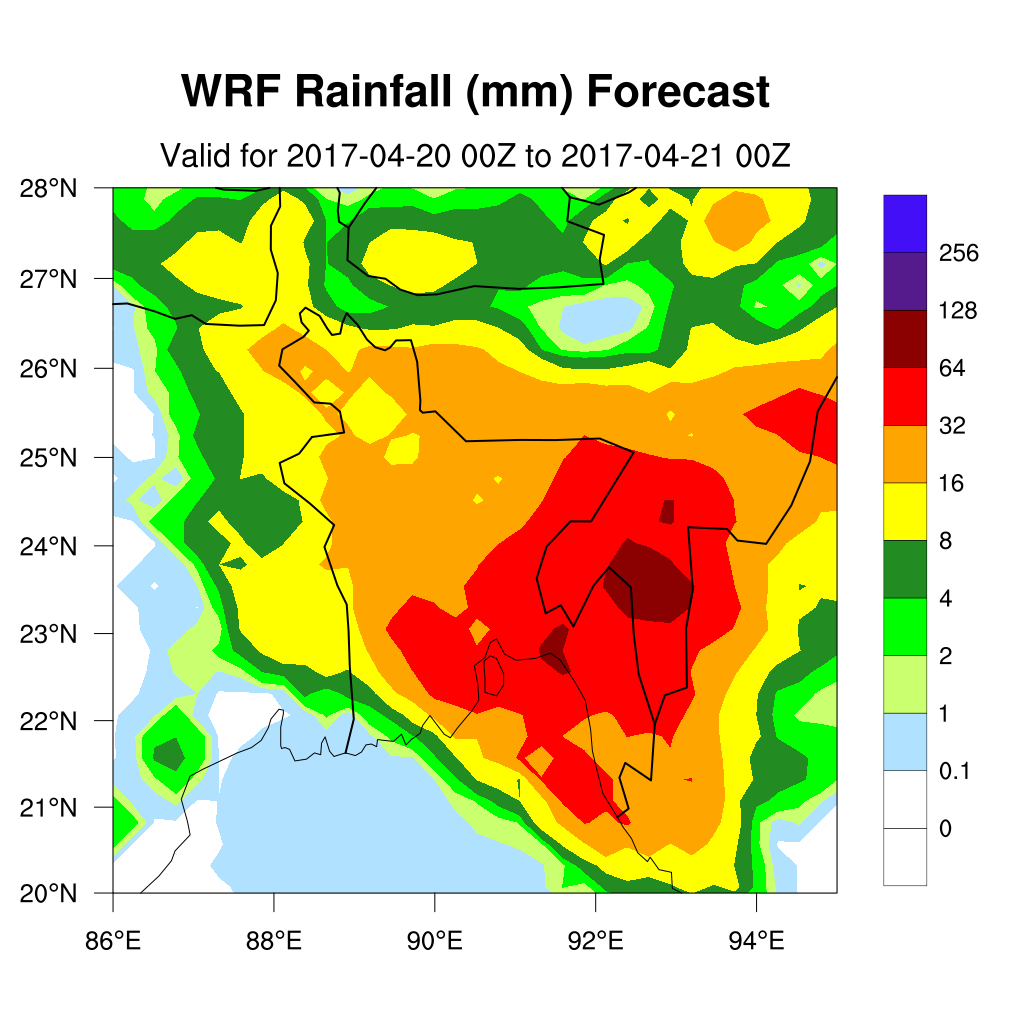 WRF Rainfall (mm) Forecast
Valid for 2017-04-20 00Z to 2017-04-21 00Z
28°N
27°N
26°N
25°N
24°N
23°N
22°N
21°N
20°N
86°E 88°E 90°E 92°E 94°E
256
128
64
32
16
8
4
2
1
0.1
0